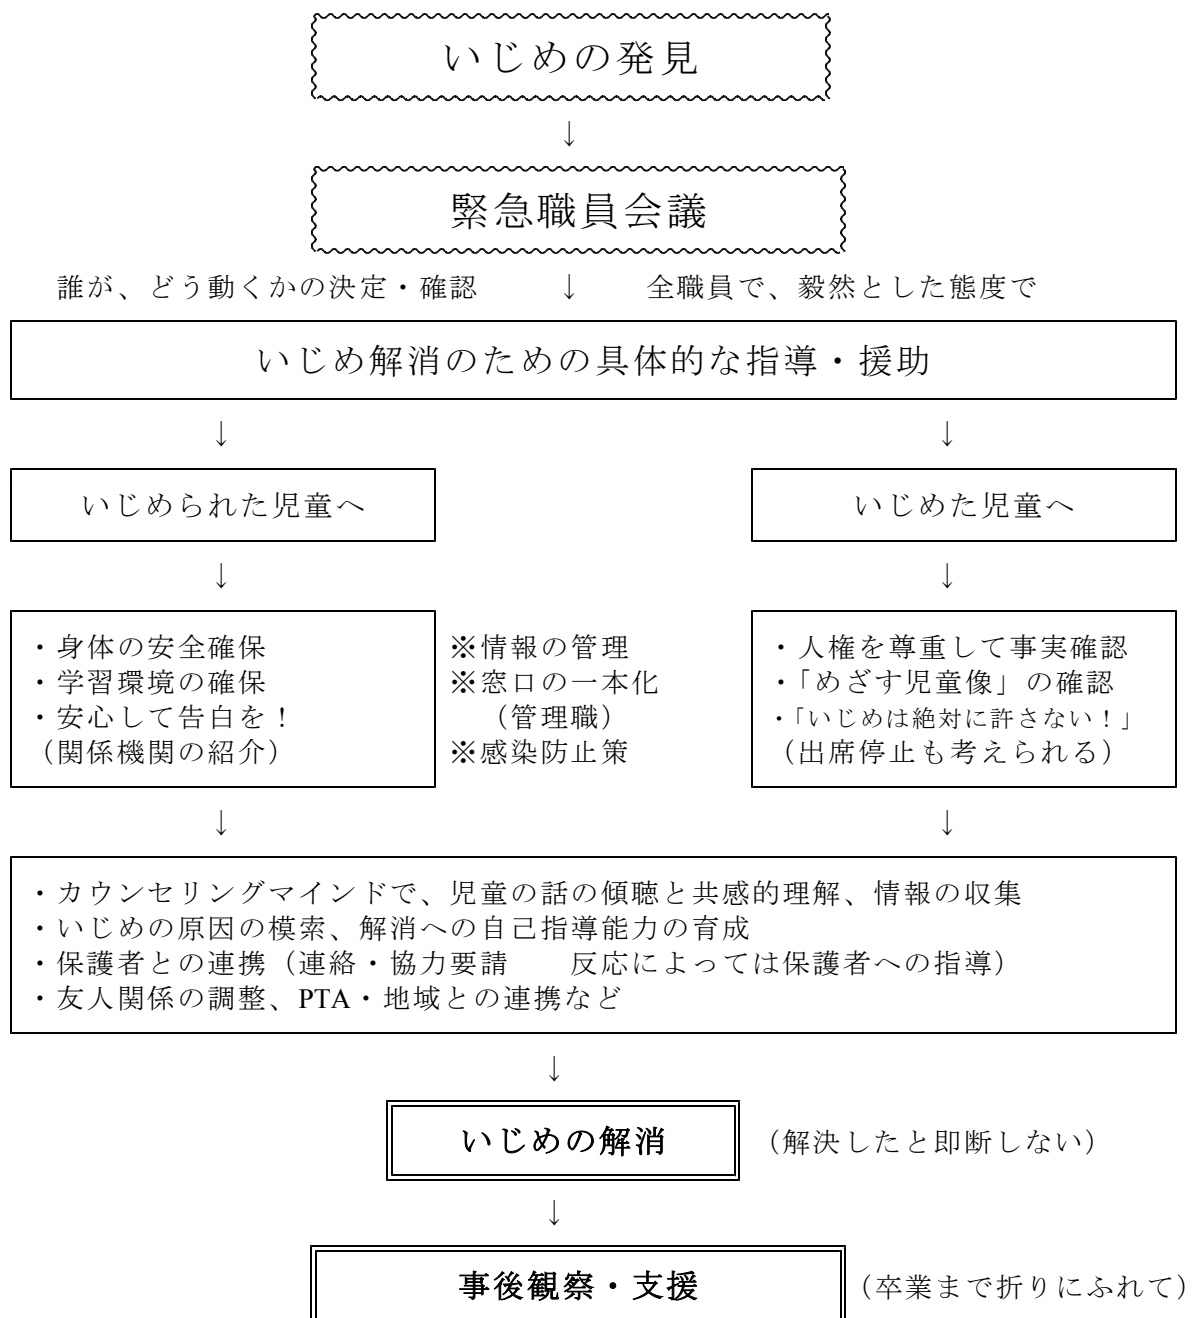 いじめの発見
↓
緊急職員会議
誰が、どう動くかの決定・確認 ↓ 全職員で、毅然とした態度で
いじめ解消のための具体的な指導・援助
↓ ↓
いじめられた児童へ いじめた児童へ
↓ ↓
・身体の安全確保
・学習環境の確保
・安心して告白を！
（関係機関の紹介）
※情報の管理
※窓口の一本化
（管理職）
※感染防止策
・人権を尊重して事実確認
・「めざす児童像」の確認
・「いじめは絶対に許さない！」
（出席停止も考えられる）
↓ ↓
・カウンセリングマインドで、児童の話の傾聴と共感的理解、情報の収集
・いじめの原因の模索、解消への自己指導能力の育成
・保護者との連携（連絡・協力要請　　反応によっては保護者への指導）
・友人関係の調整、PTA・地域との連携など
↓
いじめの解消 （解決したと即断しない）
↓
事後観察・支援 （卒業まで折りにふれて）